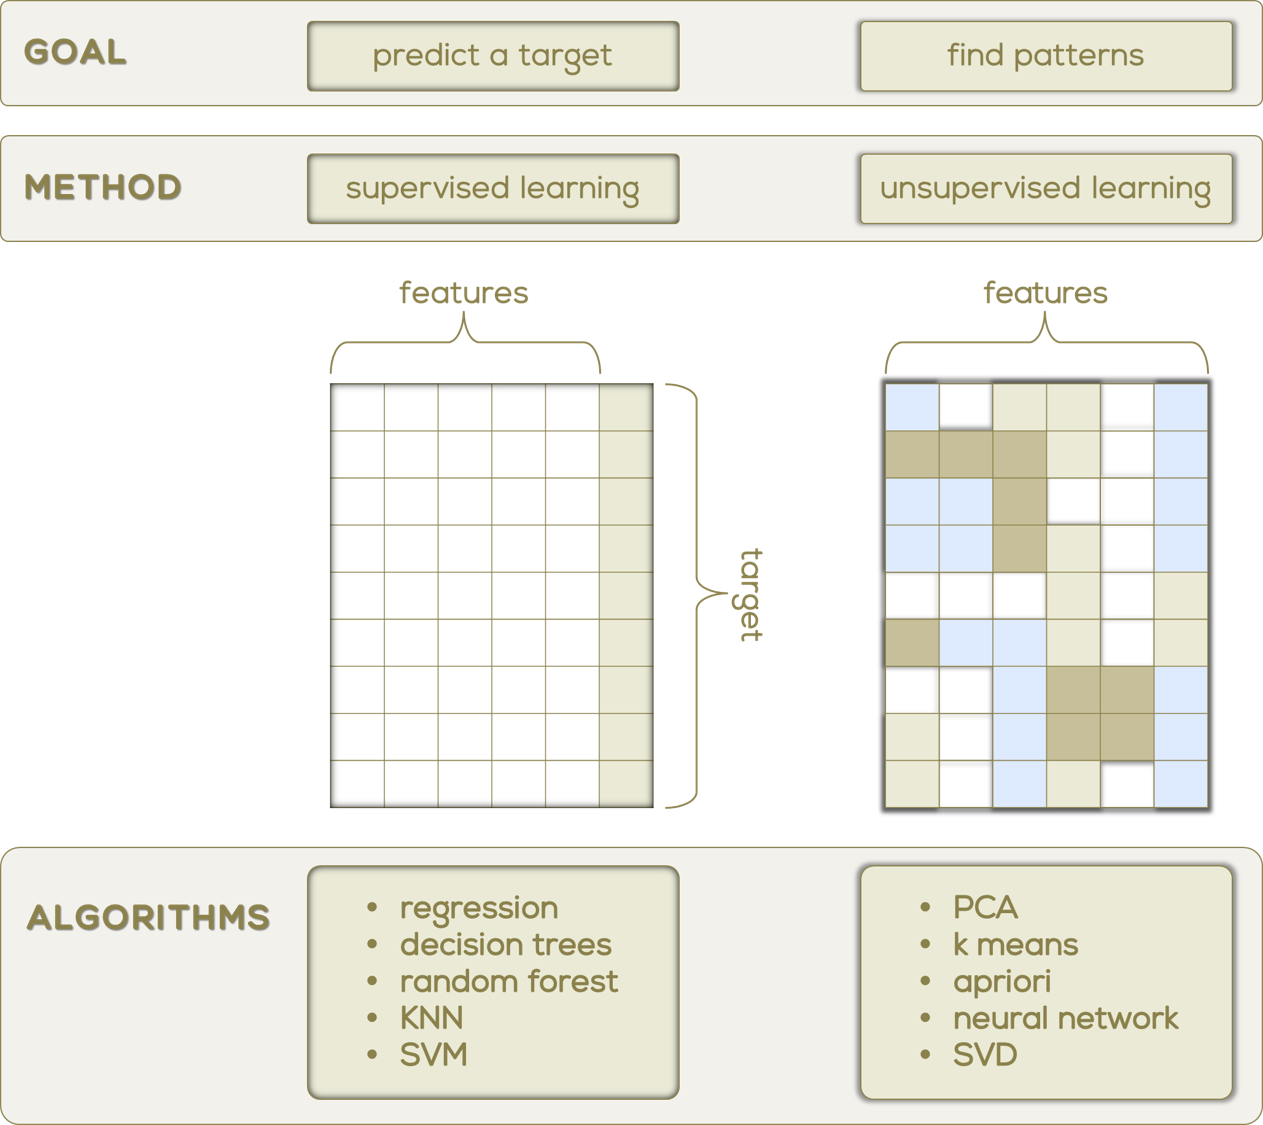 GOAL
predict a target
find patterns
METHOD
supervised learning
unsupervised learning
features
features
target
ALGORITHMS
• regression
• decision trees
• random forest
• KNN
• SVM
• PCA
• k means
• apriori
• neural network
• SVD